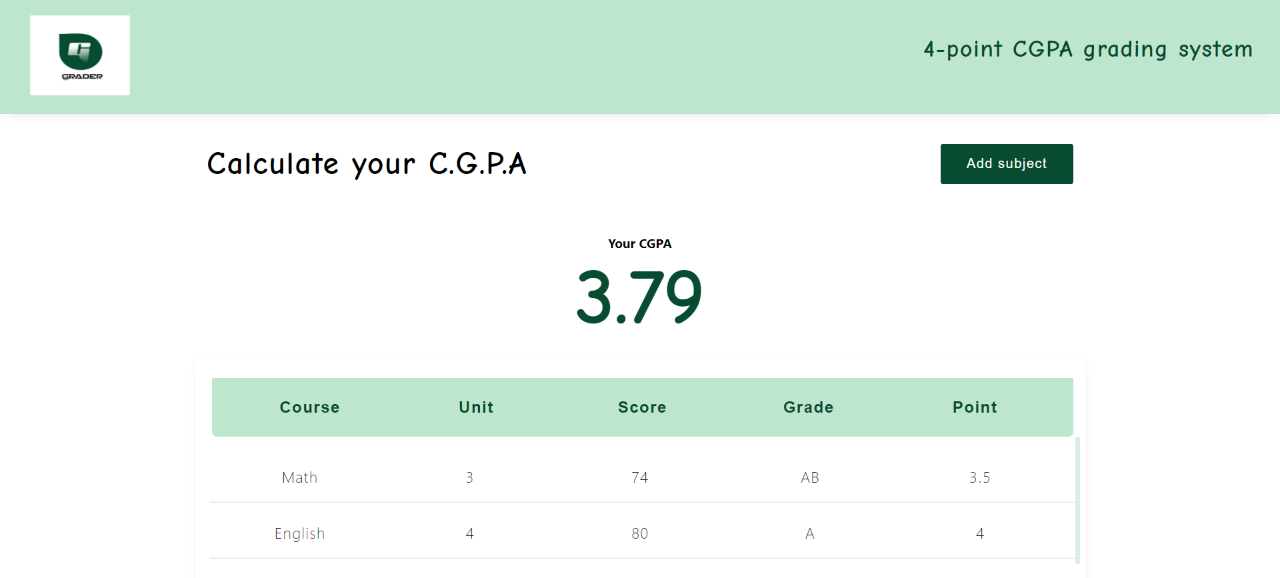 GRADER
4-point CGPA grading system
Calculate your C.G.P.A
Add subject
Your CGPA
3.79
Course Unit Score Grade Point
Math 3 74 AB 3.5
English 4 80 A 4